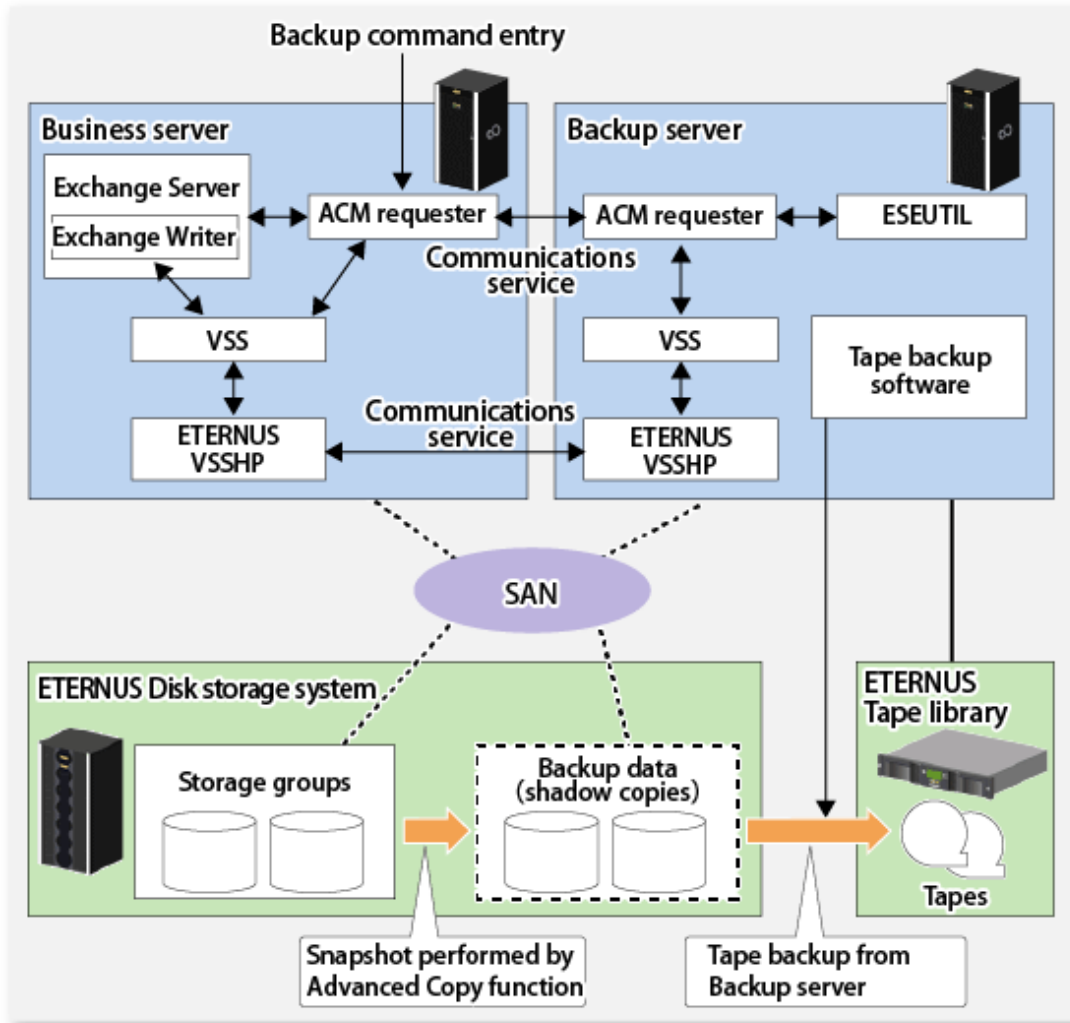 Backup command entry
Business server
Backup server
Exchange Server
Exchange Writer
ACM requester
ACM requester
ESEUTIL
Communications
service
VSS
VSS
Tape backup
software
Communications
service
ETERNUS
VSSHP
ETERNUS
VSSHP
SAN
ETERNUS Disk storage system
ETERNUS
Tape library
Storage groups
Backup data
(shadow copies)
Tapes
Snapshot performed by
Advanced Copy function
Tape backup from
Backup server